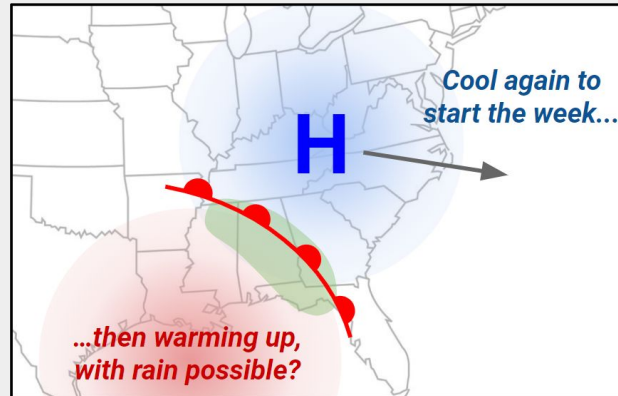 Cool again to
start the week...
H
...then warming up,
with rain possible?